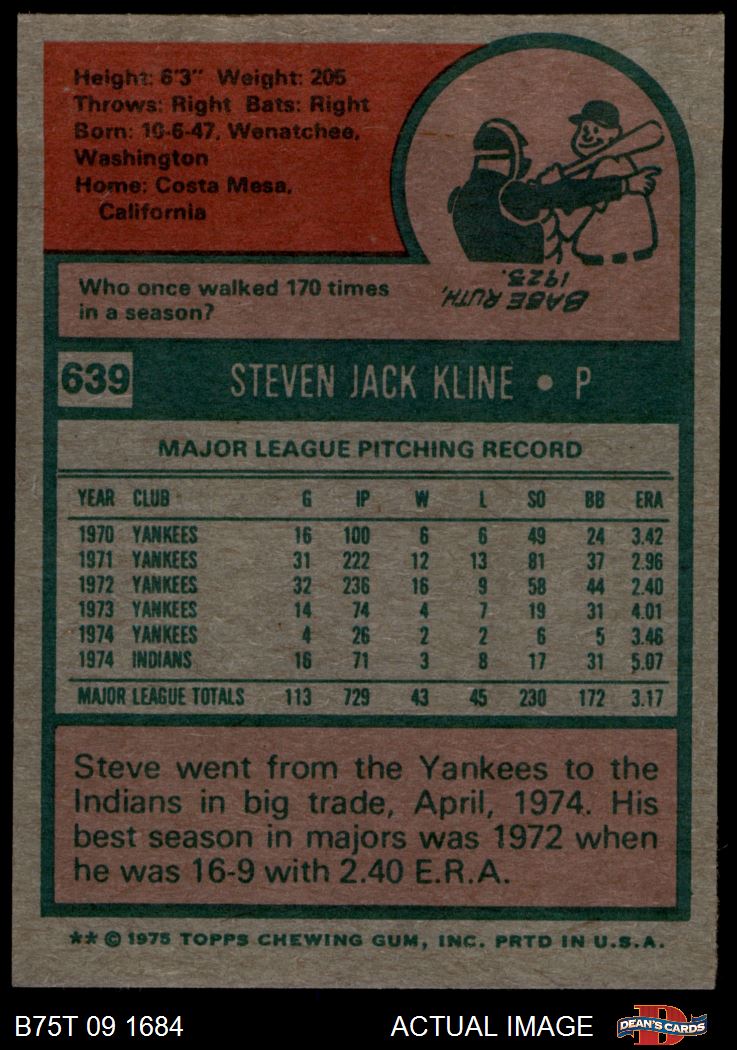 Height: 6'3" Weight: 205
Throws: Right Bats: Right
Born: 10-6-47, Wenatchee,
Washington
Home: Costa Mesa,
California
Who once walked 170 times
in a season?
BABE RUTH,
1923.
639 STEVEN JACK KLINE • P
MAJOR LEAGUE PITCHING RECORD
YEAR CLUB G IP W L SO BB ERA
1970 YANKEES 16 100 6 6 49 24 3.42
1971 YANKEES 31 222 12 13 81 37 2.96
1972 YANKEES 32 236 16 9 58 44 2.40
1973 YANKEES 14 74 4 7 19 31 4.01
1974 YANKEES 4 26 2 2 6 5 3.46
1974 INDIANS 16 71 3 8 17 31 5.07
MAJOR LEAGUE TOTALS 113 729 43 45 230 172 3.17
Steve went from the Yankees to the
Indians in big trade, April, 1974. His
best season in majors was 1972 when
he was 16-9 with 2.40 E.R.A.
** © 1975 TOPPS CHEWING GUM, INC. PRTD IN U.S.A.
B75T 09 1684 ACTUAL IMAGE D DEAN'S CARDS